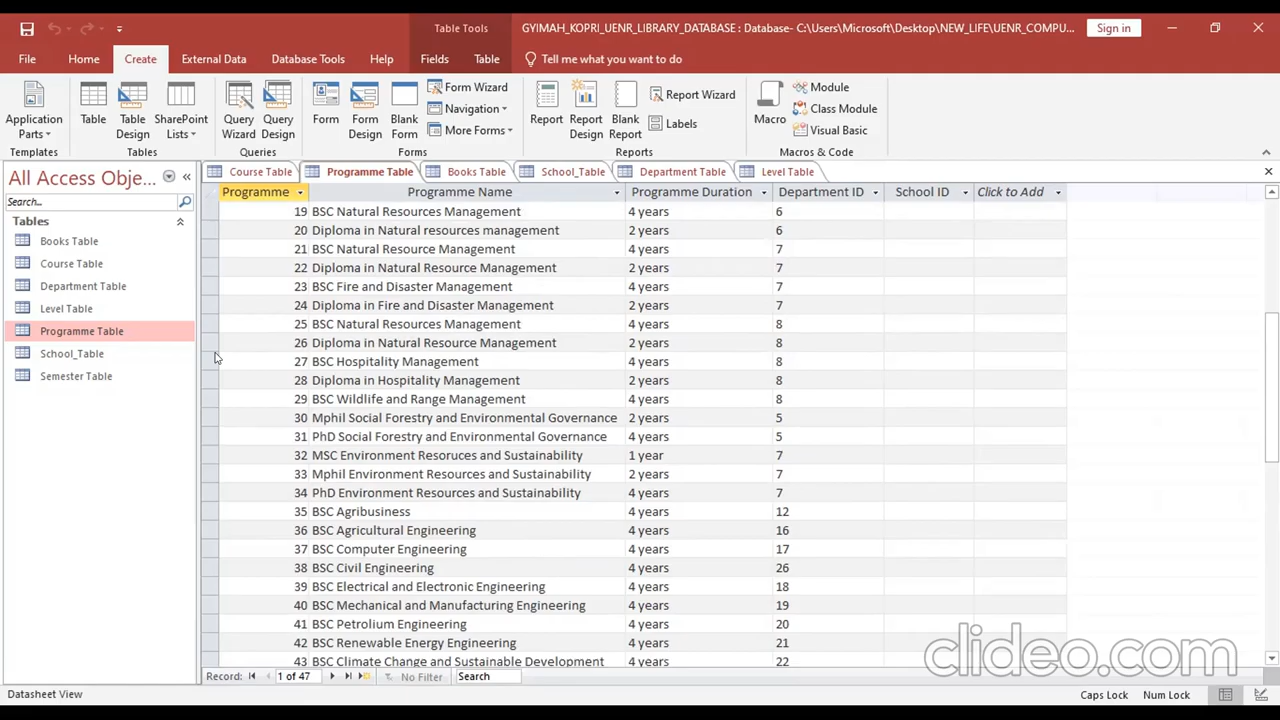 Table Tools
GYIMAH_KOPRI_UENR_LIBRARY_DATABASE : Database- C:\Users\Microsoft\Desktop\NEW_LIFE\UENR_COMPU...
Sign in
File Home Create External Data Database Tools Help Fields Table Tell me what you want to do
Application Parts
Table
Table Design
SharePoint Lists
Query Wizard
Query Design
Form
Form Design
Blank Form
Form Wizard
Navigation
More Forms
Report
Report Design
Blank Report
Report Wizard
Labels
Macro
Module
Class Module
Visual Basic
Templates Tables Queries Forms Reports Macros & Code
All Access Obje...
Search...
Tables
Books Table
Course Table
Department Table
Level Table
Programme Table
School_Table
Semester Table
Course Table Programme Table Books Table School_Table Department Table Level Table
Programme Programme Name Programme Duration Department ID School ID Click to Add
19 BSC Natural Resources Management 4 years 6
20 Diploma in Natural resources management 2 years 6
21 BSC Natural Resource Management 4 years 7
22 Diploma in Natural Resource Management 2 years 7
23 BSC Fire and Disaster Management 4 years 7
24 Diploma in Fire and Disaster Management 2 years 7
25 BSC Natural Resources Management 4 years 8
26 Diploma in Natural Resource Management 2 years 8
27 BSC Hospitality Management 4 years 8
28 Diploma in Hospitality Management 2 years 8
29 BSC Wildlife and Range Management 4 years 8
30 Mphil Social Forestry and Environmental Governance 2 years 5
31 PhD Social Forestry and Environmental Governance 4 years 5
32 MSC Environment Resoruces and Sustainability 1 year 7
33 Mphil Environment Resources and Sustainability 2 years 7
34 PhD Environment Resources and Sustainability 4 years 7
35 BSC Agribusiness 4 years 12
36 BSC Agricultural Engineering 4 years 16
37 BSC Computer Engineering 4 years 17
38 BSC Civil Engineering 4 years 26
39 BSC Electrical and Electronic Engineering 4 years 18
40 BSC Mechanical and Manufacturing Engineering 4 years 19
41 BSC Petrolium Engineering 4 years 20
42 BSC Renewable Energy Engineering 4 years 21
43 BSC Climate Change and Sustainable Development 4 years 22
Record: 1 of 47 No Filter Search
Datasheet View Caps Lock Num Lock
clideo.com